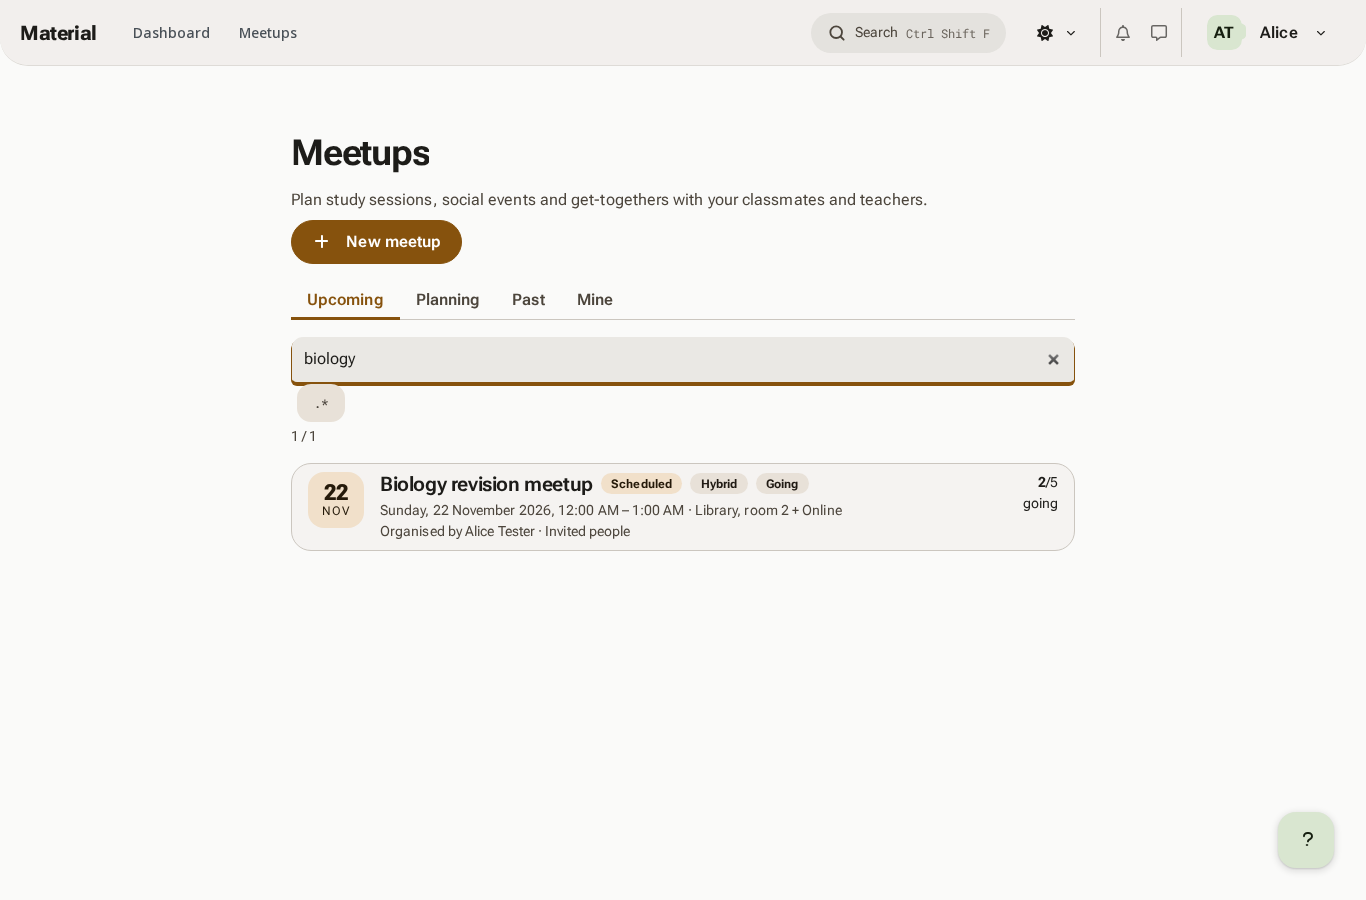 Material
Dashboard
Meetups
Search Ctrl Shift F
AT
Alice
Meetups
Plan study sessions, social events and get-togethers with your classmates and teachers.
New meetup
Upcoming
Planning
Past
Mine
biology
.*
1 / 1
22
NOV
Biology revision meetup
Scheduled
Hybrid
Going
2/5
going
Sunday, 22 November 2026, 12:00 AM – 1:00 AM · Library, room 2 + Online
Organised by Alice Tester · Invited people
?